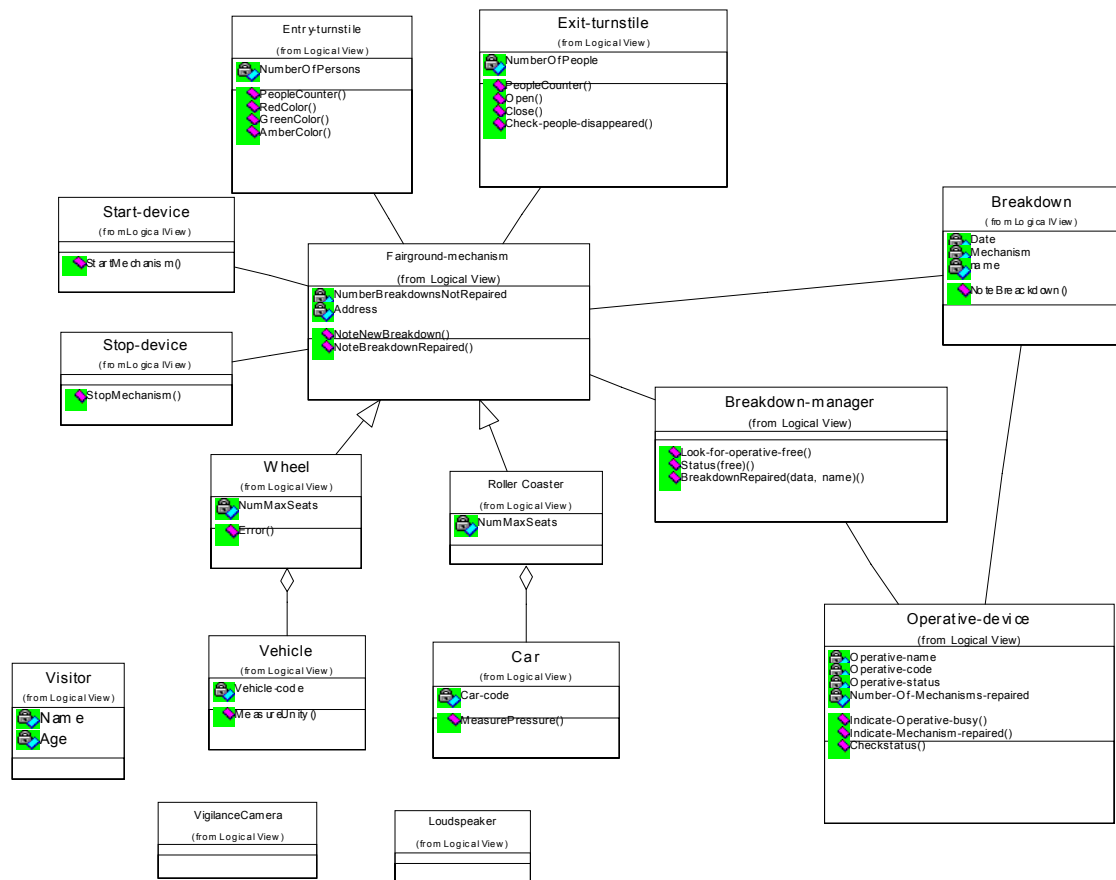 Entry-turnstile
(from Logical View)
NumberOfPersons
PeopleCounter()
RedColor()
GreenColor()
AmberColor()
Exit-turnstile
(from Logical View)
NumberOfPeople
PeopleCounter()
Open()
Close()
Check-people-disappeared()
Start-device
(from Logical View)
StartMechanism()
Fairground-mechanism
(from Logical View)
NumberBreakdownsNotRepaired
Address
NoteNewBreakdown()
NoteBreakdownRepaired()
Breakdown
(from Logical View)
Date
Mechanism
name
NoteBreackdown()
Stop-device
(from Logical View)
StopMechanism()
Breakdown-manager
(from Logical View)
Look-for-operative-free()
Status(free)()
BreakdownRepaired(data, name)()
Wheel
(from Logical View)
NumMaxSeats
Error()
Roller Coaster
(from Logical View)
NumMaxSeats
Operative-device
(from Logical View)
Operative-name
Operative-code
Operative-status
Number-Of-Mechanisms-repaired
Indicate-Operative-busy()
Indicate-Mechanism-repaired()
Checkstatus()
Vehicle
(from Logical View)
Vehicle-code
MeasureUnity()
Car
(from Logical View)
Car-code
MeasurePressure()
Visitor
(from Logical View)
Name
Age
VigilanceCamera
(from Logical View)
Loudspeaker
(from Logical View)